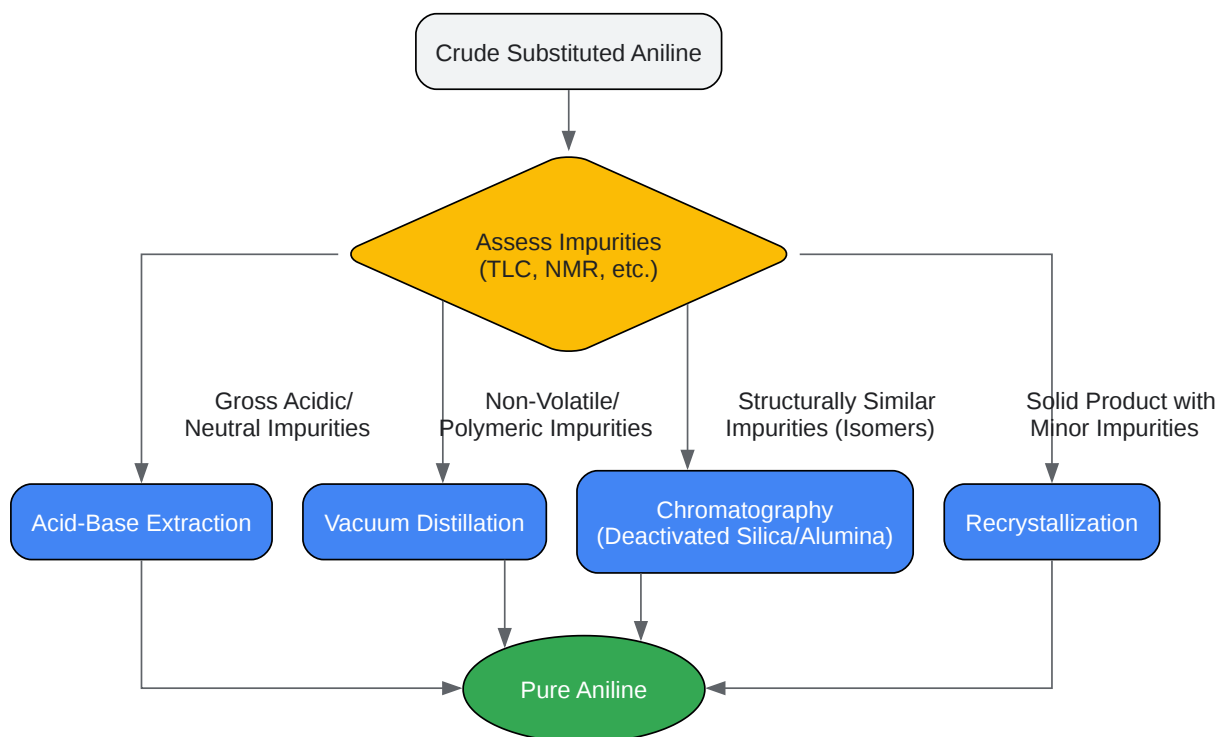 Crude Substituted Aniline
Assess Impurities
(TLC, NMR, etc.)
Gross Acidic/
Neutral Impurities
Non-Volatile/
Polymeric Impurities
Structurally Similar
Impurities (Isomers)
Solid Product with
Minor Impurities
Acid-Base Extraction
Vacuum Distillation
Chromatography
(Deactivated Silica/Alumina)
Recrystallization
Pure Aniline